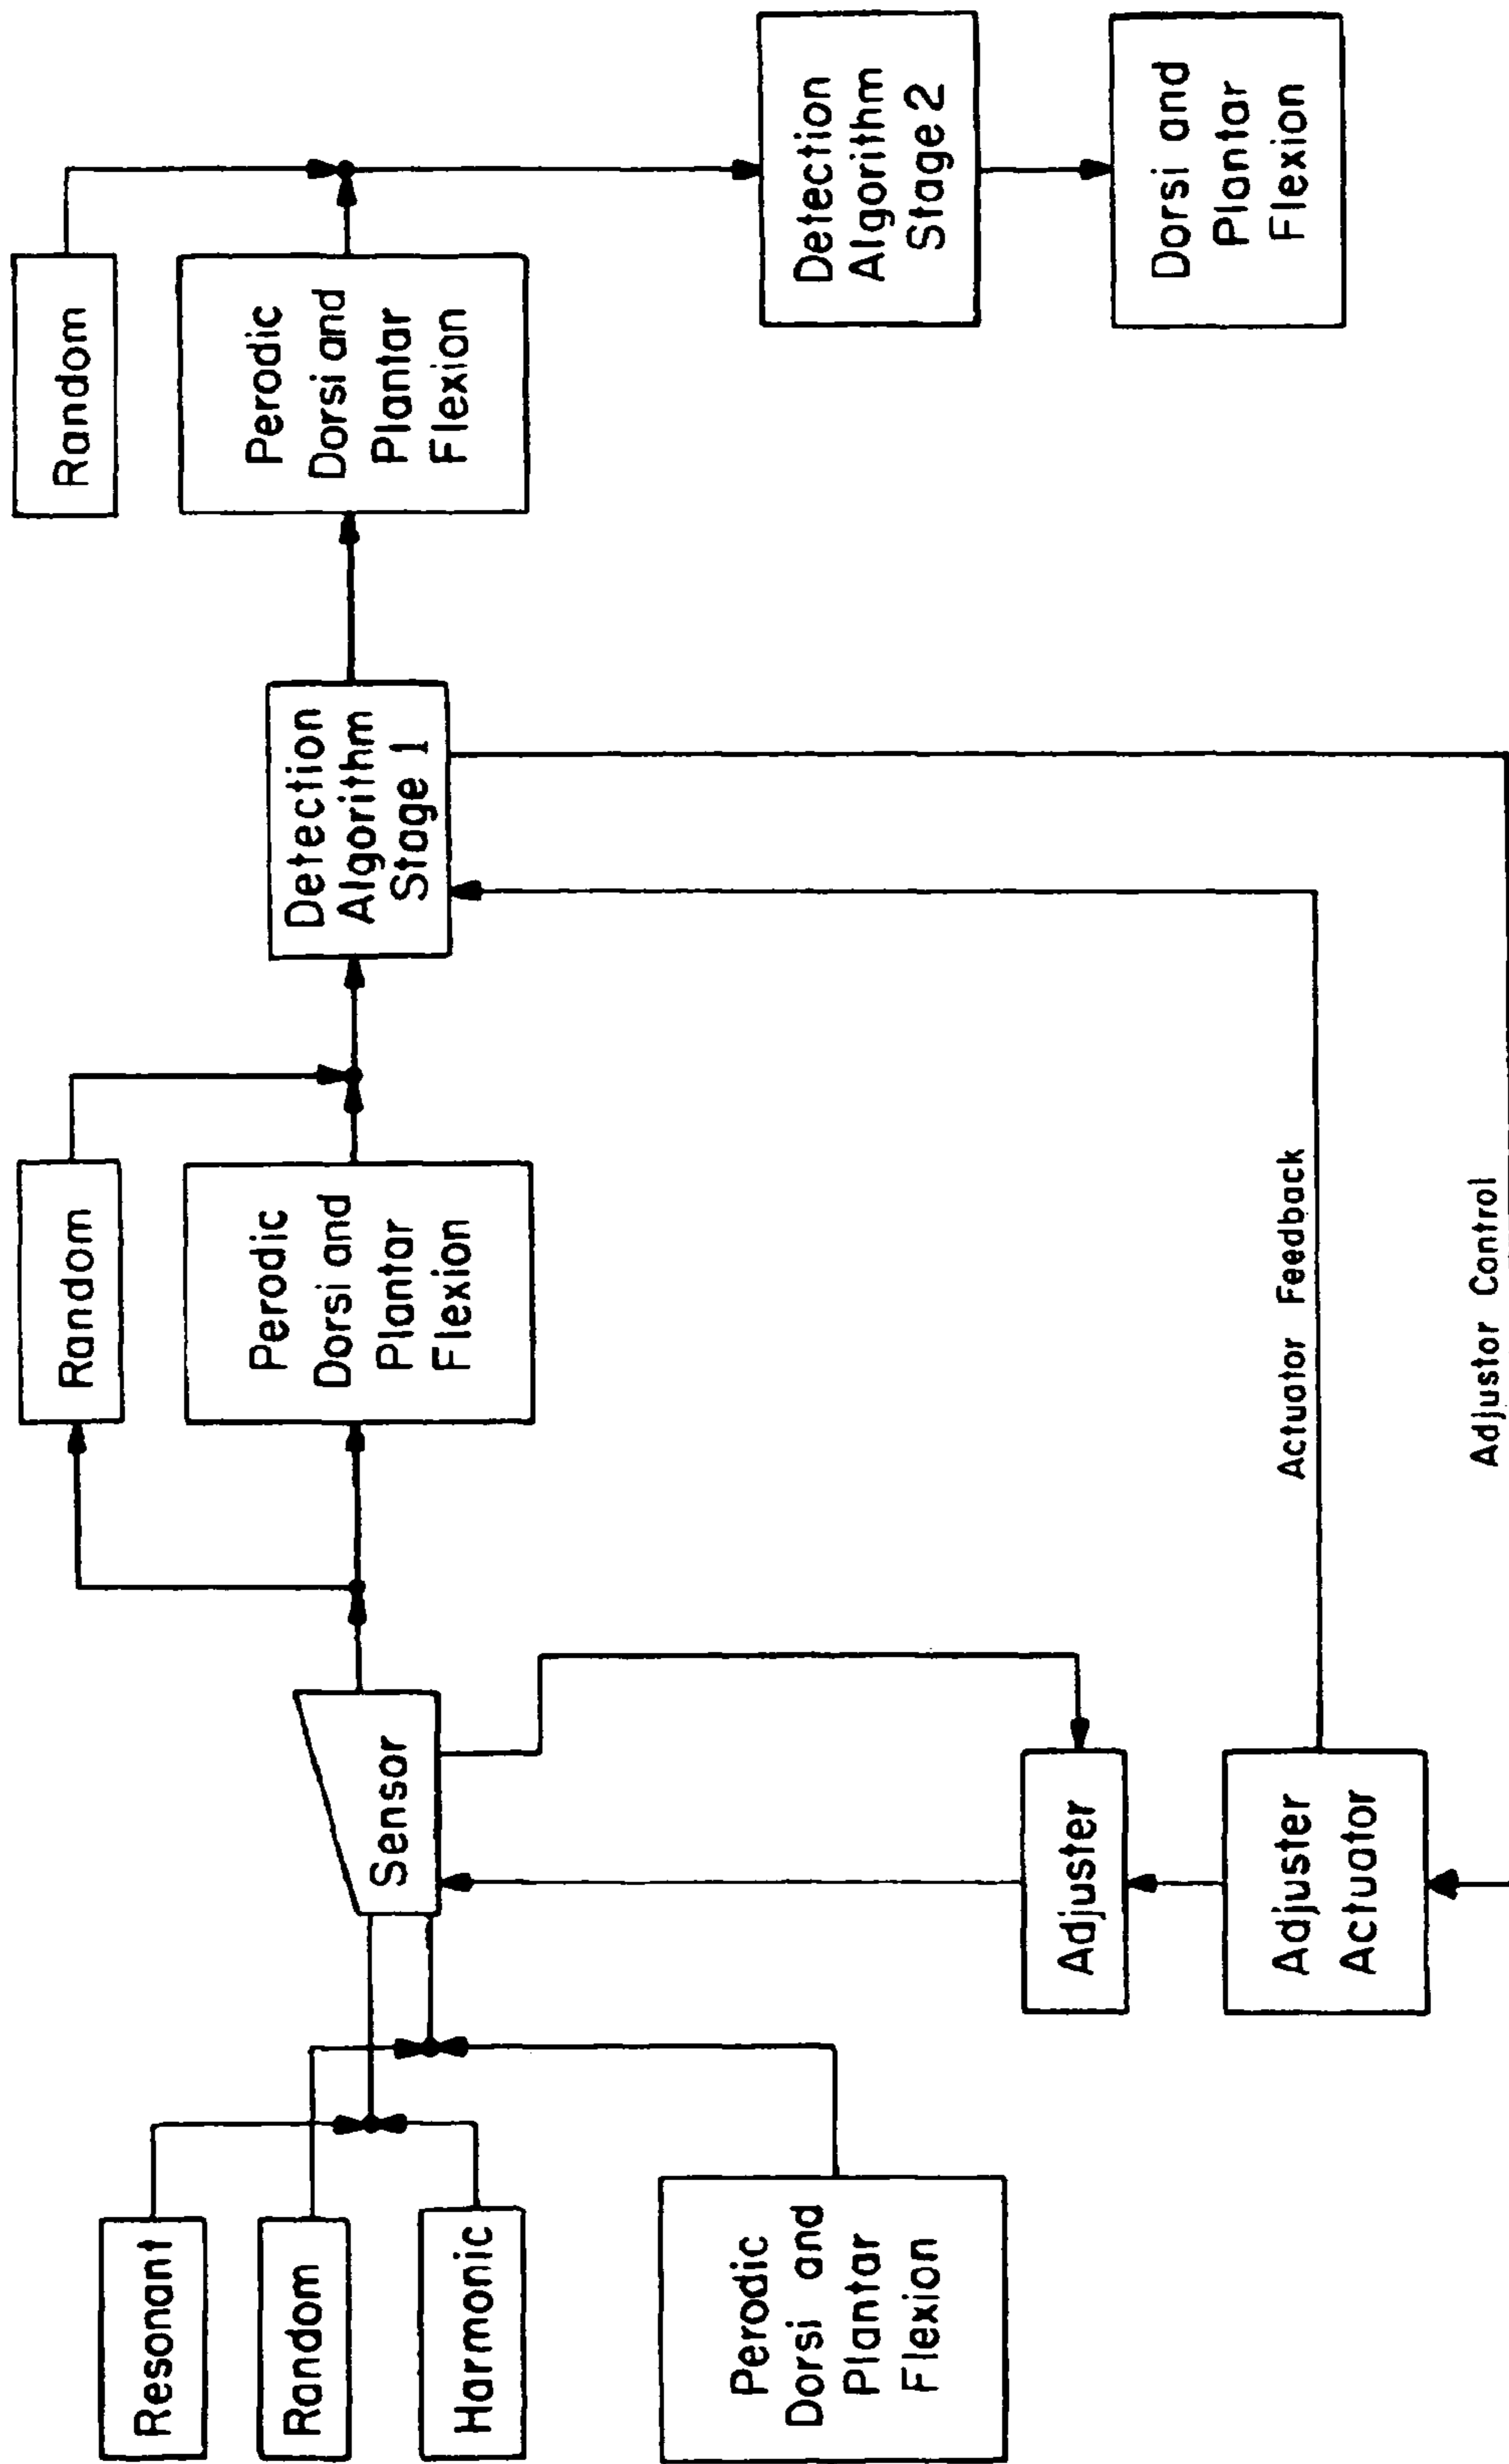 Resonant
Random
Harmonic
Perodic
Dorsi and
Plantar
Flexion
Sensor
Adjuster
Adjuster
Actuator
Random
Perodic
Dorsi and
Plantar
Flexion
Actuator Feedback
Adjustor Control
Detection
Algorithm
Stage 1
Random
Perodic
Dorsi and
Plantar
Flexion
Detection
Algorithm
Stage 2
Dorsi and
Plantar
Flexion